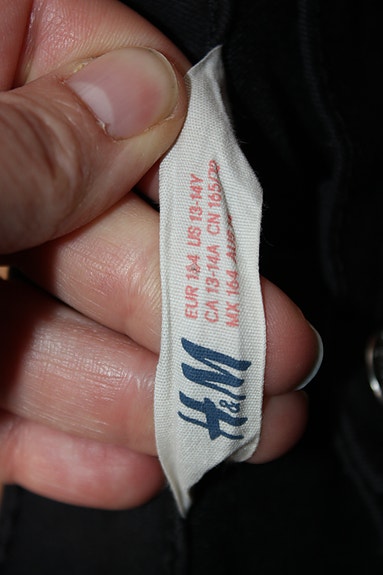 H&M
EUR 164 US 13-14Y
CA 13-14A CN 165/
MX 164